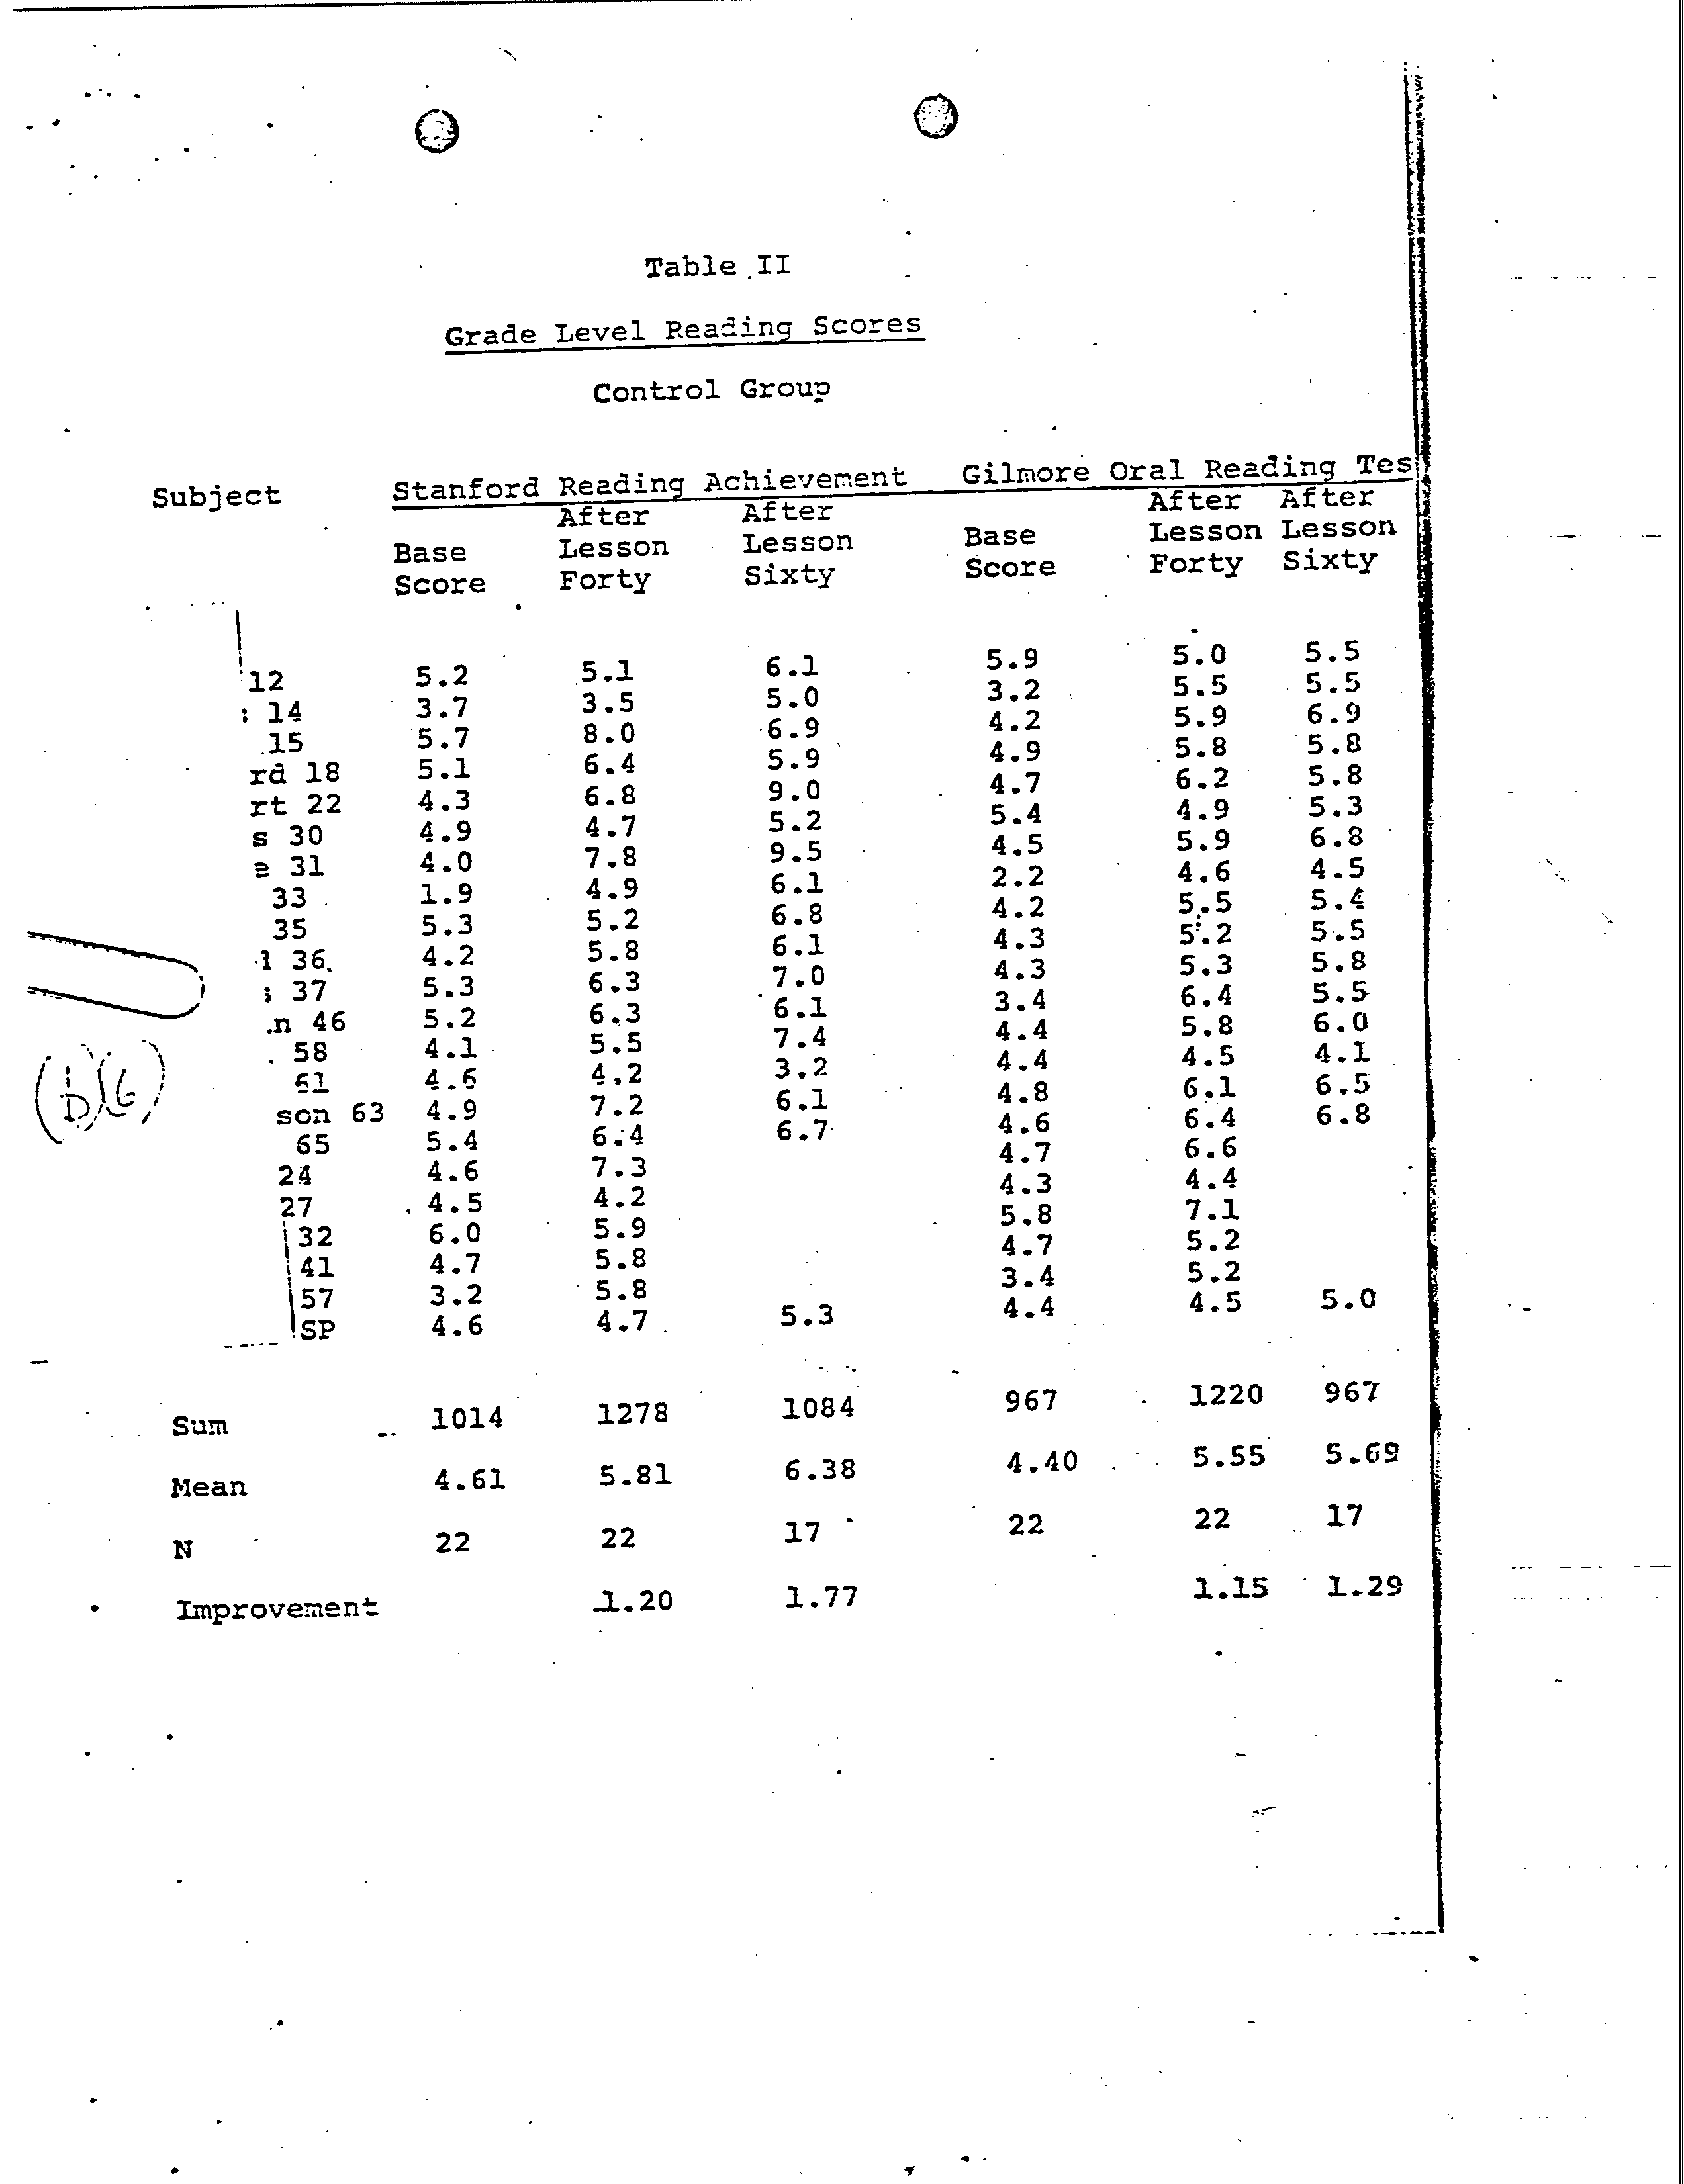 Table II
Grade Level Reading Scores
Control Group
Subject Stanford Reading Achievement Gilmore Oral Reading Tes
After After After After
Base Lesson Lesson Base Lesson Lesson
Score Forty Sixty Score Forty Sixty
12 5.2 5.1 6.1 5.9 5.0 5.5
14 3.7 3.5 5.0 3.2 5.5 5.5
15 5.7 8.0 6.9 4.2 5.9 6.9
rd 18 5.1 6.4 5.9 4.9 5.8 5.8
rt 22 4.3 6.8 9.0 4.7 6.2 5.8
s 30 4.9 4.7 5.2 5.4 4.9 5.3
e 31 4.0 7.8 9.5 4.5 5.9 6.8
33 1.9 4.9 6.1 2.2 4.6 4.5
35 5.3 5.2 6.8 4.2 5.5 5.4
36 4.2 5.8 6.1 4.3 5.2 5.5
37 5.3 6.3 7.0 4.3 5.3 5.8
n 46 5.2 6.3 6.1 3.4 6.4 5.5
58 4.1 5.5 7.4 4.4 5.8 6.0
61 4.6 4.2 3.2 4.4 4.5 4.1
son 63 4.9 7.2 6.1 4.8 6.1 6.5
65 5.4 6.4 6.7 4.6 6.4 6.8
24 4.6 7.3 4.7 6.6
27 4.5 4.2 4.3 4.4
32 6.0 5.9 5.8 7.1
41 4.7 5.8 4.7 5.2
57 3.2 5.8 3.4 5.2
SP 4.6 4.7 5.3 4.4 4.5 5.0
(b)(6)
Sum 1014 1278 1084 967 1220 967
Mean 4.61 5.81 6.38 4.40 5.55 5.69
N 22 22 17 22 22 17
Improvement 1.20 1.77 1.15 1.29